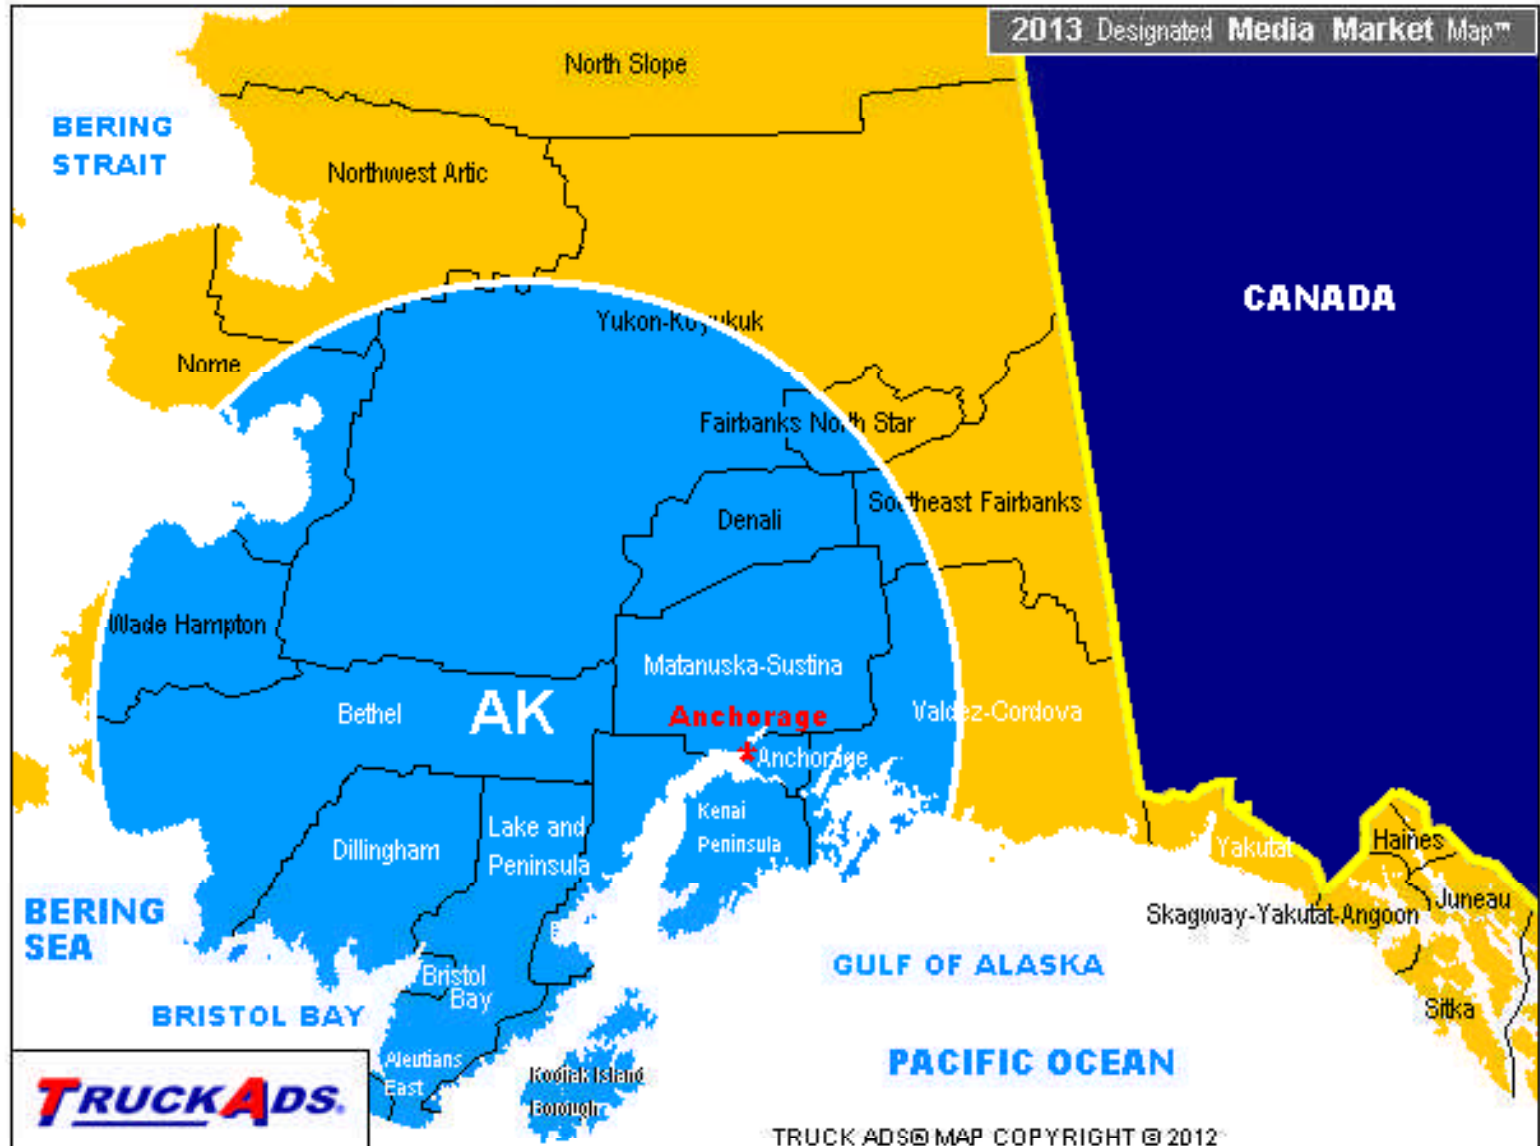 2013 Designated Media Market Map™
North Slope
BERING
STRAIT
Northwest Artic
CANADA
Yukon-Koyukuk
Nome
Fairbanks North Star
Southeast Fairbanks
Denali
Wade Hampton
Matanuska-Sustina
Bethel
AK
Anchorage
Valdez-Cordova
Anchorage
Kenai
Peninsula
Lake and
Peninsula
Dillingham
Yakutat
Haines
Juneau
Skagway-Yakutat-Angoon
BERING
SEA
GULF OF ALASKA
Bristol
Bay
BRISTOL BAY
Sitka
Aleutians
East
Kodiak Island
Borough
PACIFIC OCEAN
TRUCKADS.
TRUCK ADS® MAP COPYRIGHT © 2012